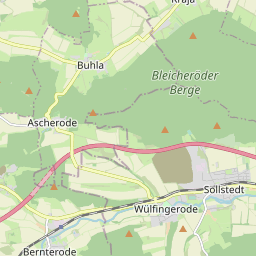 Kraja
Buhla
Bleicheröder
Berge
Ascherode
Sollstedt
Wülfingerode
Bernterode